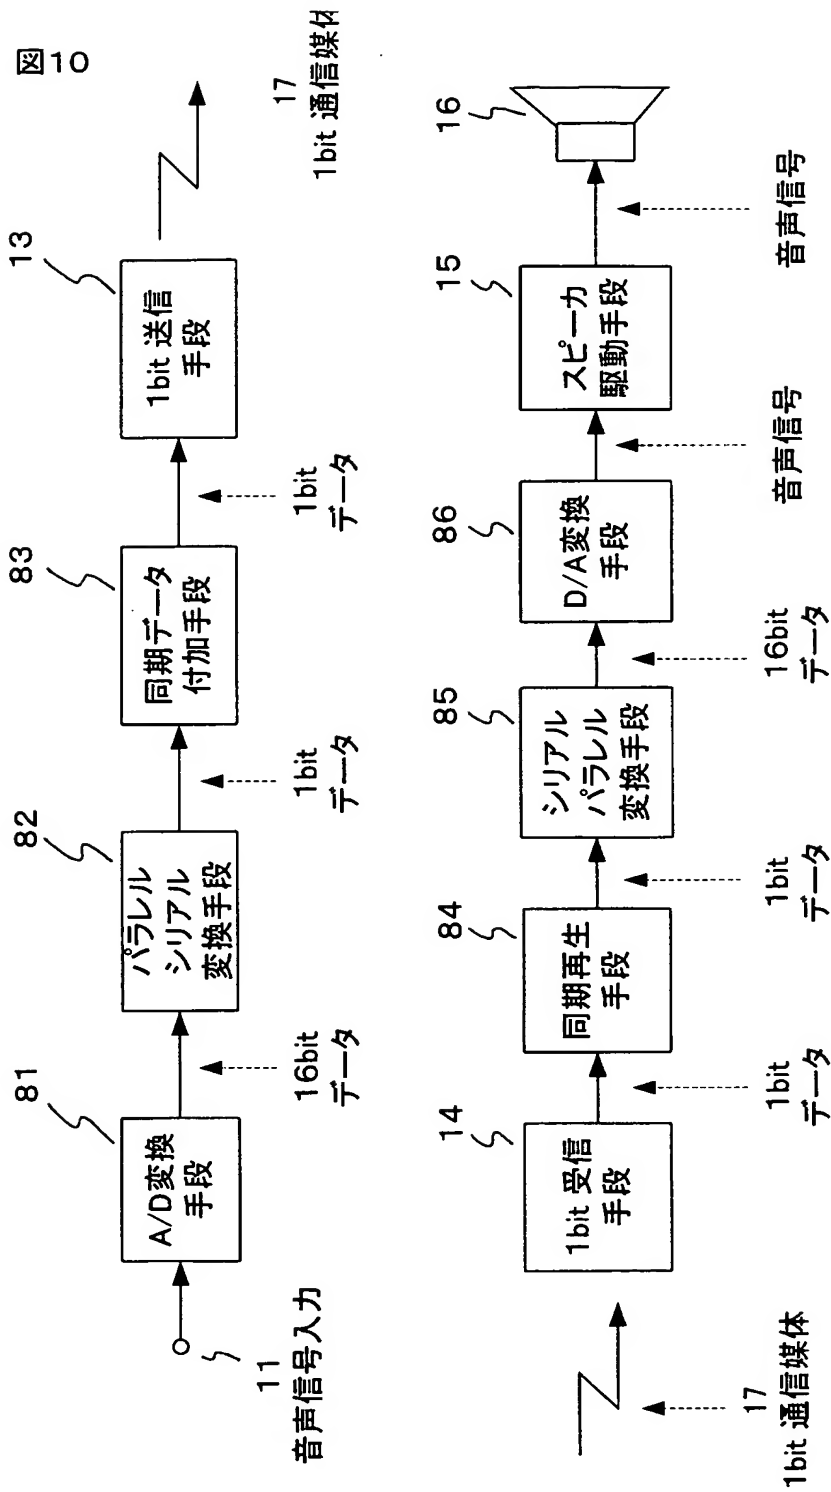 図10
11
音声信号入力
81
A/D変換
手段
16bit
データ
82
パラレル
シリアル
変換手段
1bit
データ
83
同期データ
付加手段
1bit
データ
13
1bit 送信
手段
17
1bit 通信媒体
17
1bit 通信媒体
14
1bit 受信
手段
1bit
データ
84
同期再生
手段
1bit
データ
85
シリアル
パラレル
変換手段
16bit
データ
86
D/A変換
手段
音声信号
15
スピーカ
駆動手段
音声信号
16